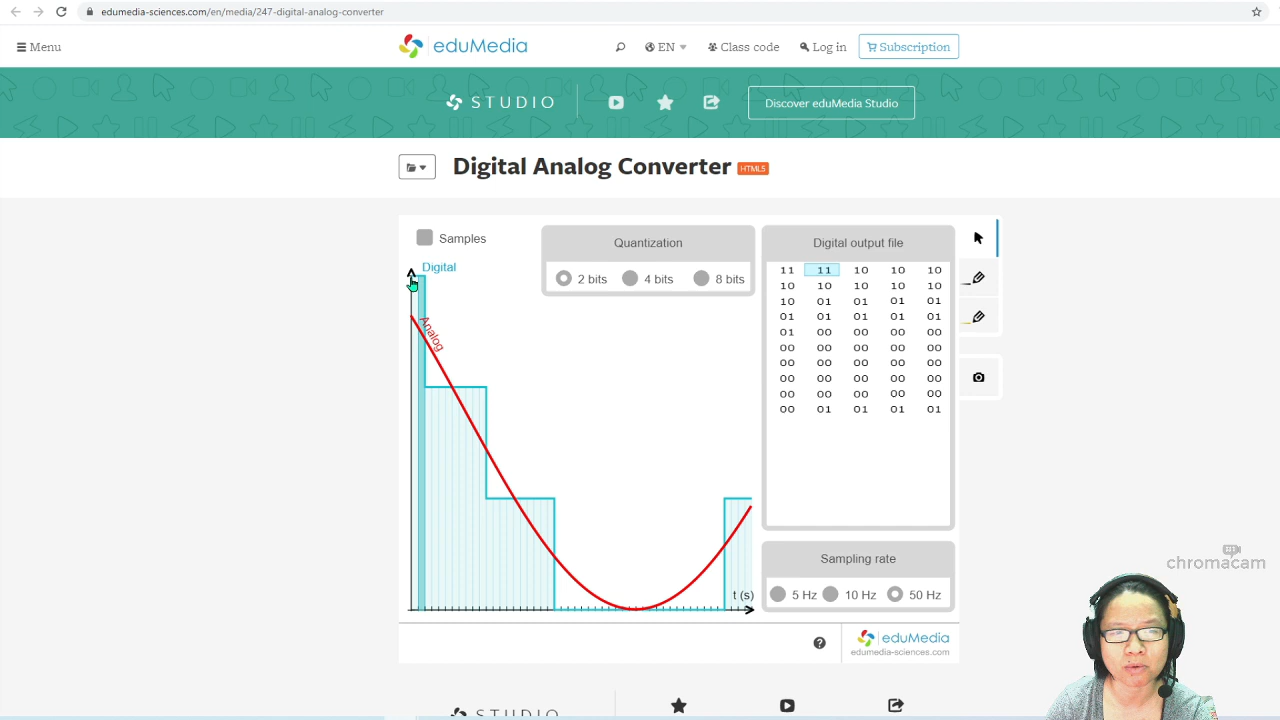 edumedia-sciences.com/en/media/247-digital-analog-converter
Menu
eduMedia
EN
Class code
Log in
Subscription
STUDIO
Discover eduMedia Studio
Digital Analog Converter HTML5
Samples
Digital
Analog
t (s)
Quantization
2 bits 4 bits 8 bits
Digital output file
11 11 10 10 10
10 10 10 10 10
10 01 01 01 01
01 01 01 01 01
01 00 00 00 00
00 00 00 00 00
00 00 00 00 00
00 00 00 00 00
00 00 00 00 00
00 01 01 01 01
Sampling rate
5 Hz 10 Hz 50 Hz
eduMedia
edumedia-sciences.com
STUDIO
chromacam